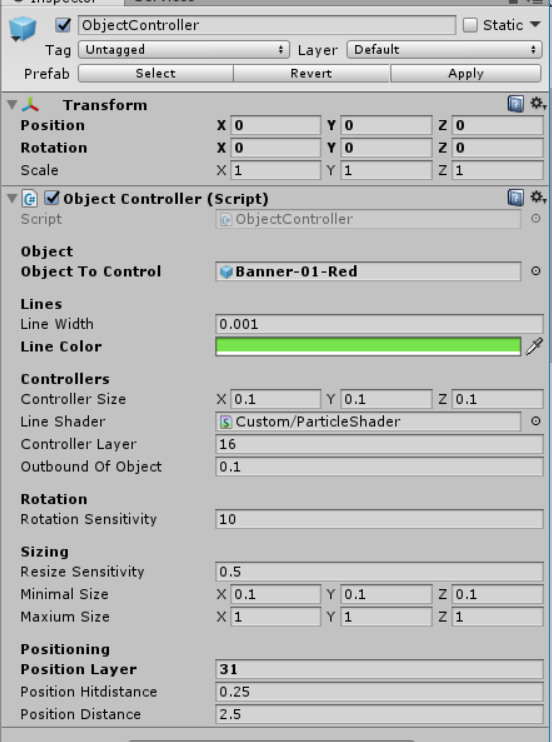 Inspector Services
ObjectController Static
Tag Untagged Layer Default
Prefab Select Revert Apply
Transform
Position X 0 Y 0 Z 0
Rotation X 0 Y 0 Z 0
Scale X 1 Y 1 Z 1
Object Controller (Script)
Script ObjectController
Object
Object To Control Banner-01-Red
Lines
Line Width 0.001
Line Color
Controllers
Controller Size X 0.1 Y 0.1 Z 0.1
Line Shader Custom/ParticleShader
Controller Layer 16
Outbound Of Object 0.1
Rotation
Rotation Sensitivity 10
Sizing
Resize Sensitivity 0.5
Minimal Size X 0.1 Y 0.1 Z 0.1
Maxium Size X 1 Y 1 Z 1
Positioning
Position Layer 31
Position Hitdistance 0.25
Position Distance 2.5